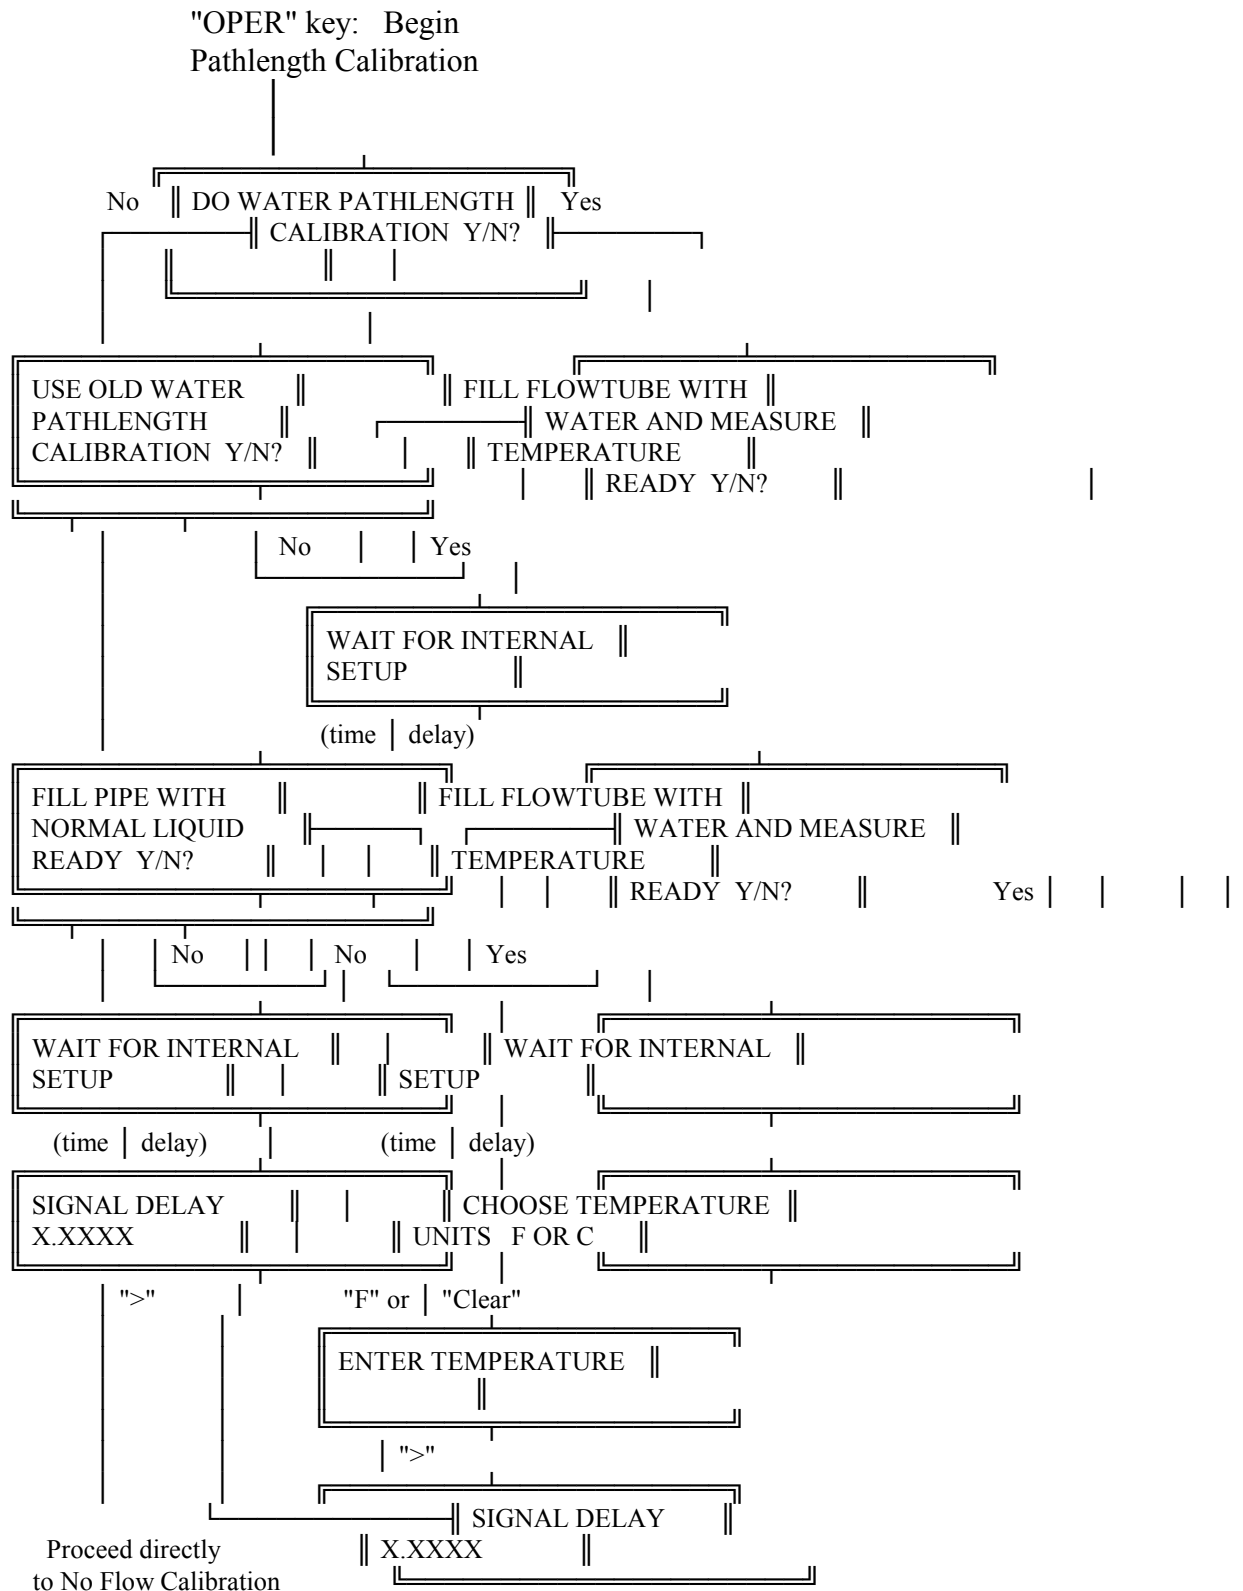 "OPER" key: Begin
Pathlength Calibration
No DO WATER PATHLENGTH Yes
CALIBRATION Y/N?
USE OLD WATER FILL FLOWTUBE WITH
PATHLENGTH WATER AND MEASURE
CALIBRATION Y/N? TEMPERATURE
READY Y/N?
No Yes
WAIT FOR INTERNAL
SETUP
(time delay)
FILL PIPE WITH FILL FLOWTUBE WITH
NORMAL LIQUID WATER AND MEASURE
READY Y/N? TEMPERATURE
READY Y/N? Yes
No No Yes
WAIT FOR INTERNAL WAIT FOR INTERNAL
SETUP SETUP
(time delay) (time delay)
SIGNAL DELAY CHOOSE TEMPERATURE
X.XXXX UNITS F OR C
">" "F" or "Clear"
ENTER TEMPERATURE
">"
SIGNAL DELAY
Proceed directly X.XXXX
to No Flow Calibration